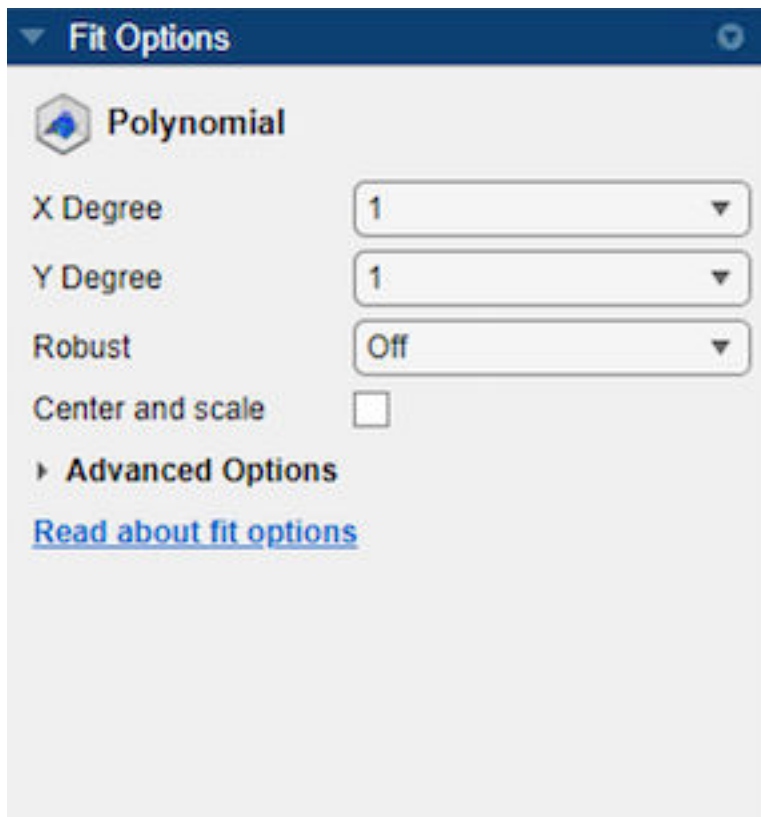 Fit Options
Polynomial
X Degree 1
Y Degree 1
Robust Off
Center and scale
Advanced Options
Read about fit options